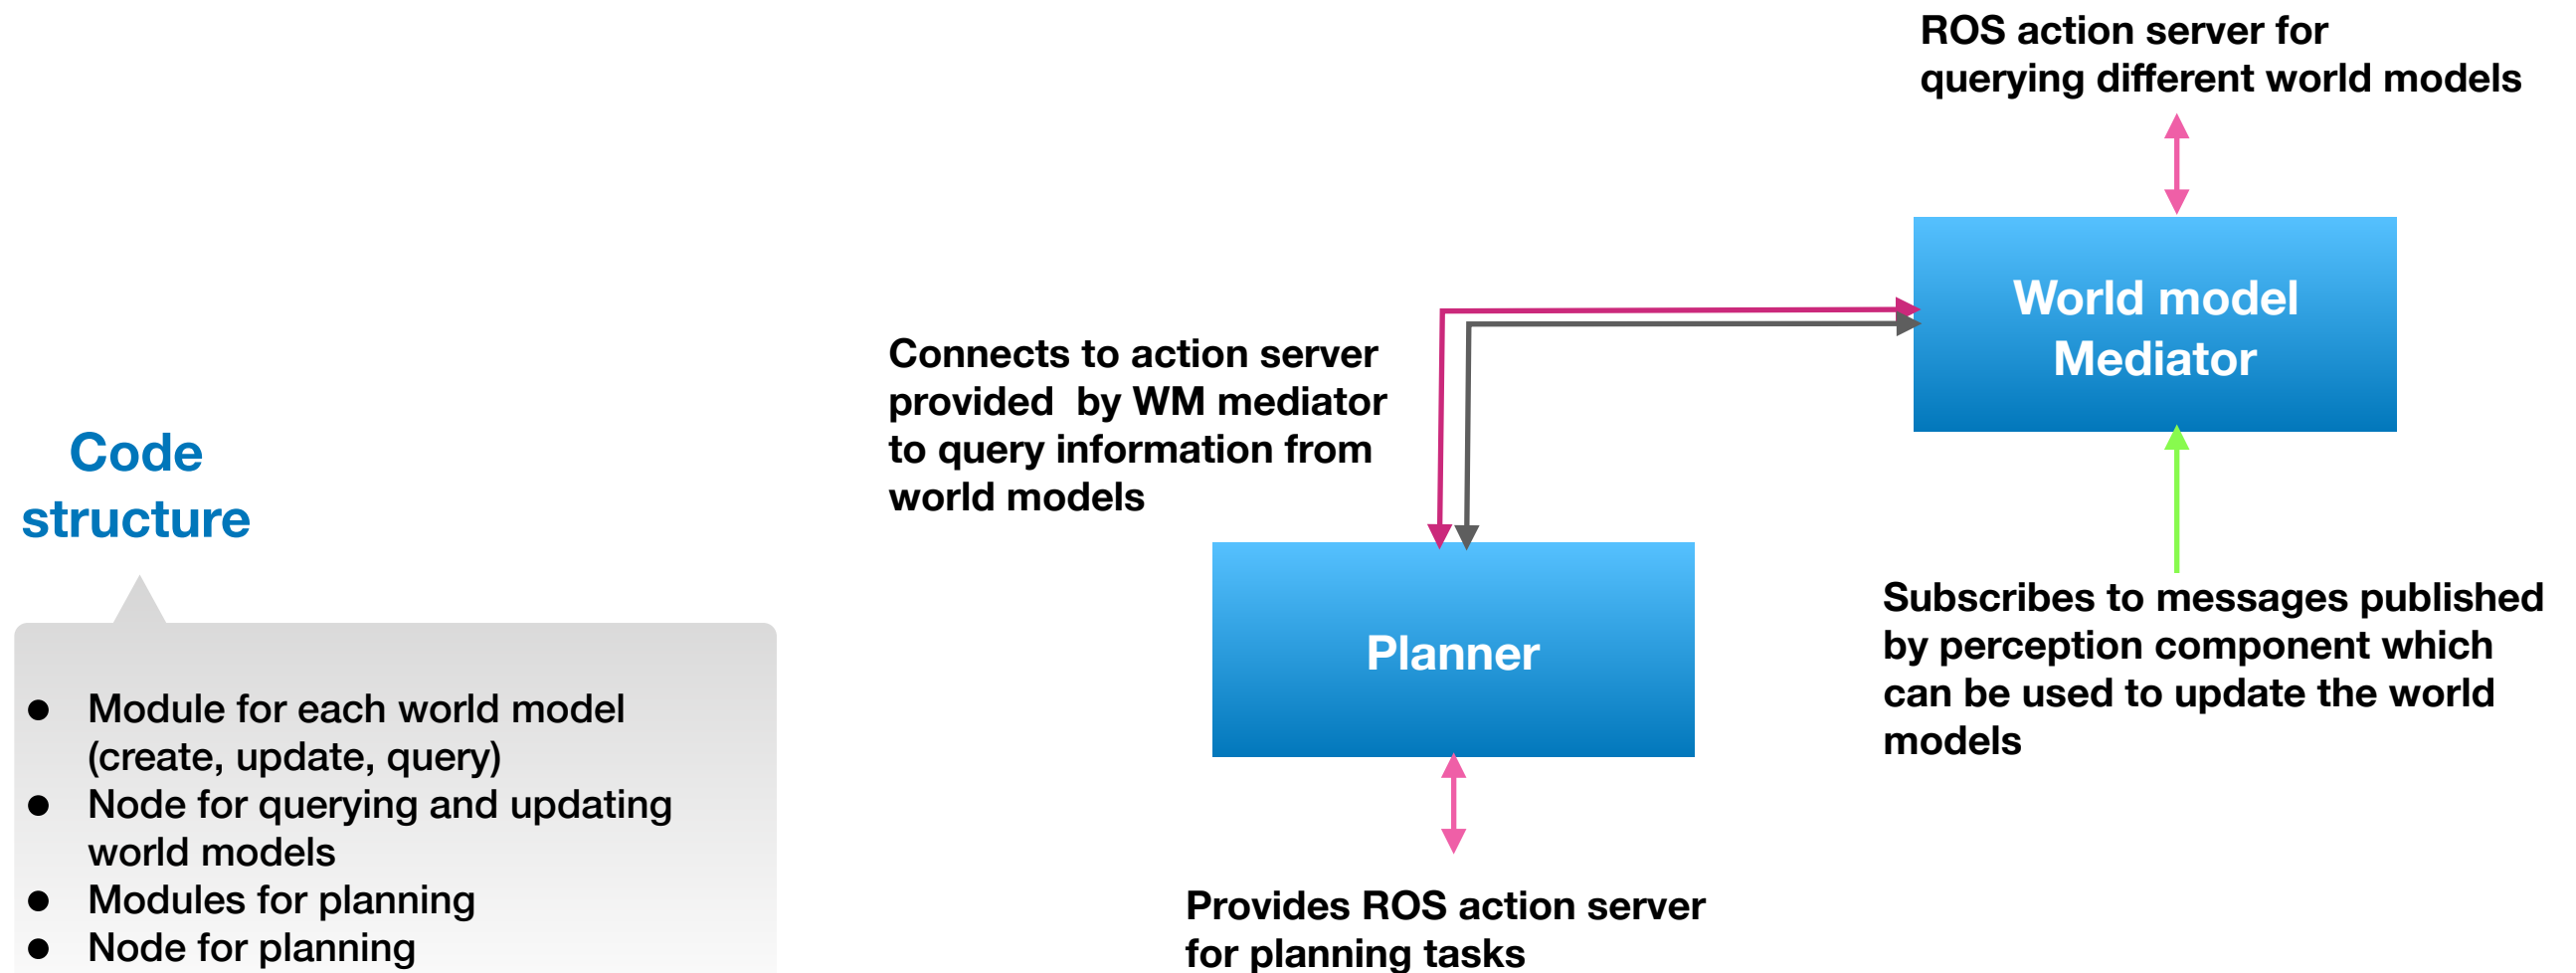 ROS action server for
querying different world models
World model
Mediator
Connects to action server
provided  by WM mediator
to query information from
world models
Code
structure
Planner
Subscribes to messages published
by perception component which
can be used to update the world
models
● Module for each world model
(create, update, query)
● Node for querying and updating
world models
● Modules for planning
● Node for planning
Provides ROS action server
for planning tasks